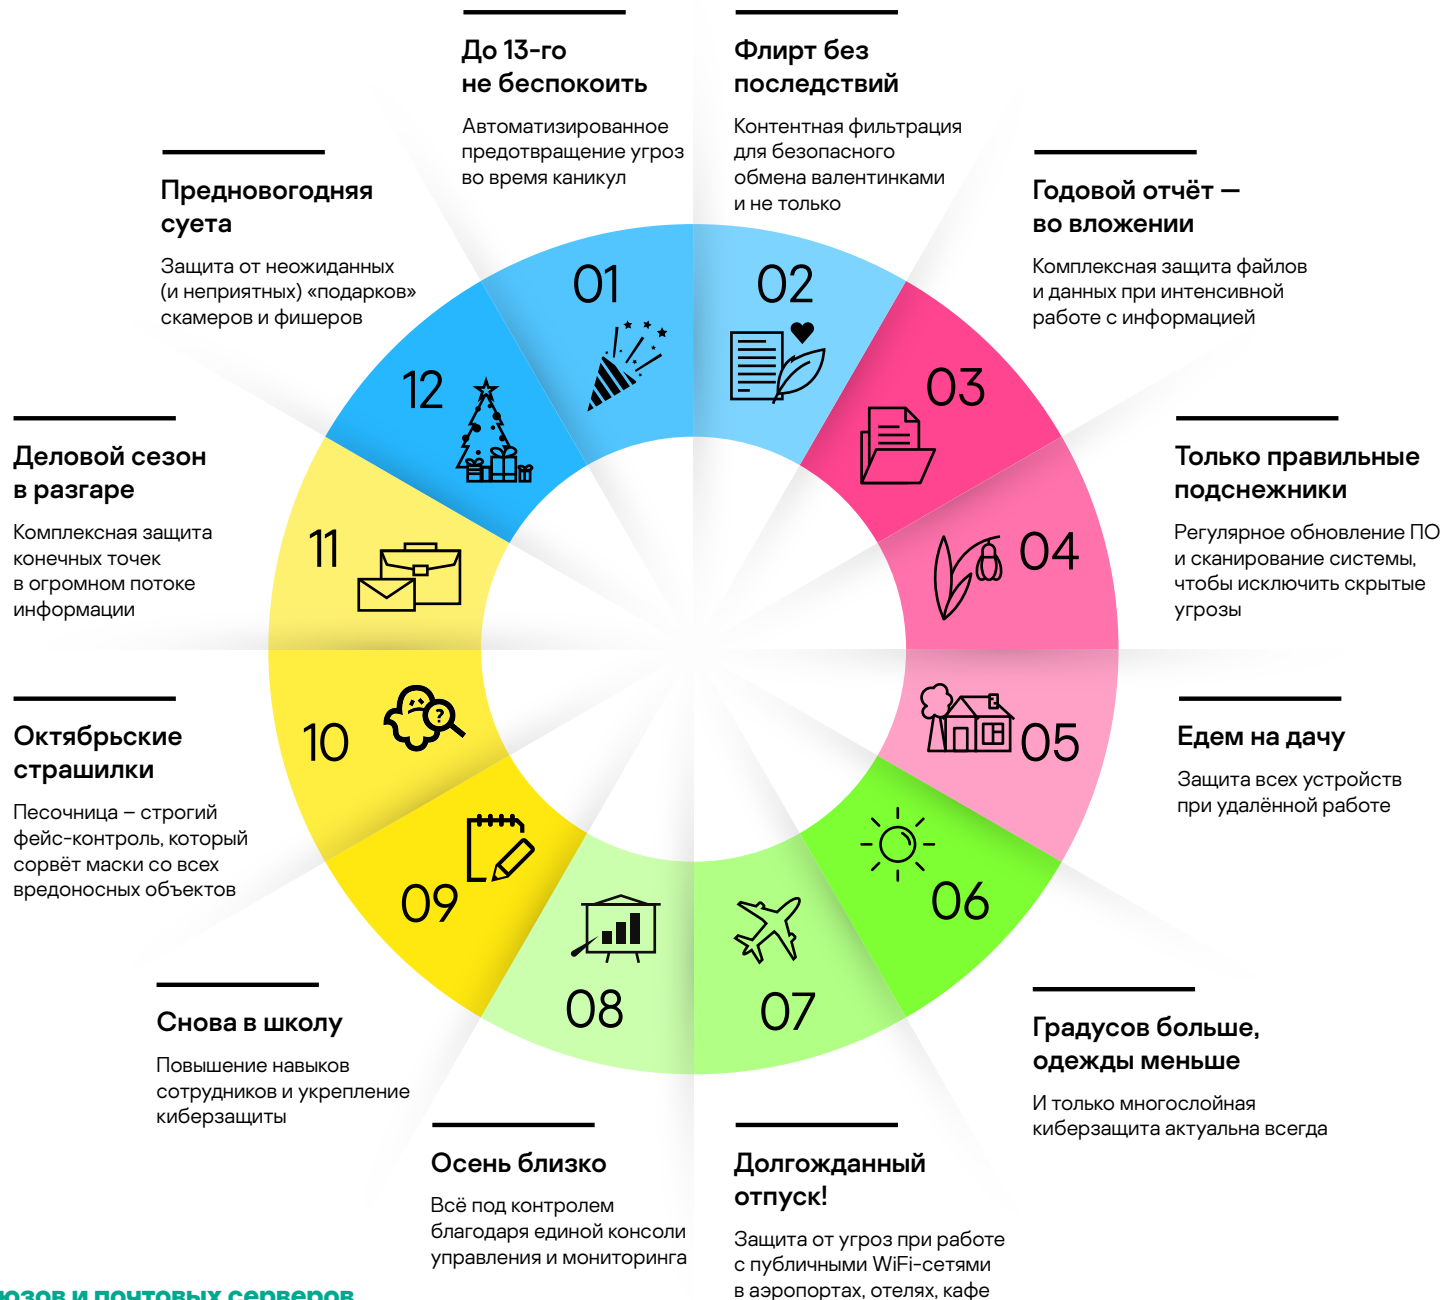 До 13-го
не беспокоить
Автоматизированное
предотвращение угроз
во время каникул
Флирт без
последствий
Контентная фильтрация
для безопасного
обмена валентинками
и не только
Предновогодняя
суета
Защита от неожиданных
(и неприятных) «подарков»
скамеров и фишеров
Годовой отчёт —
во вложении
Комплексная защита файлов
и данных при интенсивной
работе с информацией
01
02
12
03
Деловой сезон
в разгаре
Комплексная защита
конечных точек
в огромном потоке
информации
11
04
Только правильные
подснежники
Регулярное обновление ПО
и сканирование системы,
чтобы исключить скрытые
угрозы
Октябрьские
страшилки
Песочница – строгий
фейс-контроль, который
сорвёт маски со всех
вредоносных объектов
10
?
05
Едем на дачу
Защита всех устройств
при удалённой работе
09
06
08
07
Снова в школу
Повышение навыков
сотрудников и укрепление
киберзащиты
Градусов больше,
одежды меньше
И только многослойная
киберзащита актуальна всегда
Осень близко
Всё под контролем
благодаря единой консоли
управления и мониторинга
Долгожданный
отпуск!
Защита от угроз при работе
с публичными WiFi-сетями
в аэропортах, отелях, кафе
и почтовых серверов